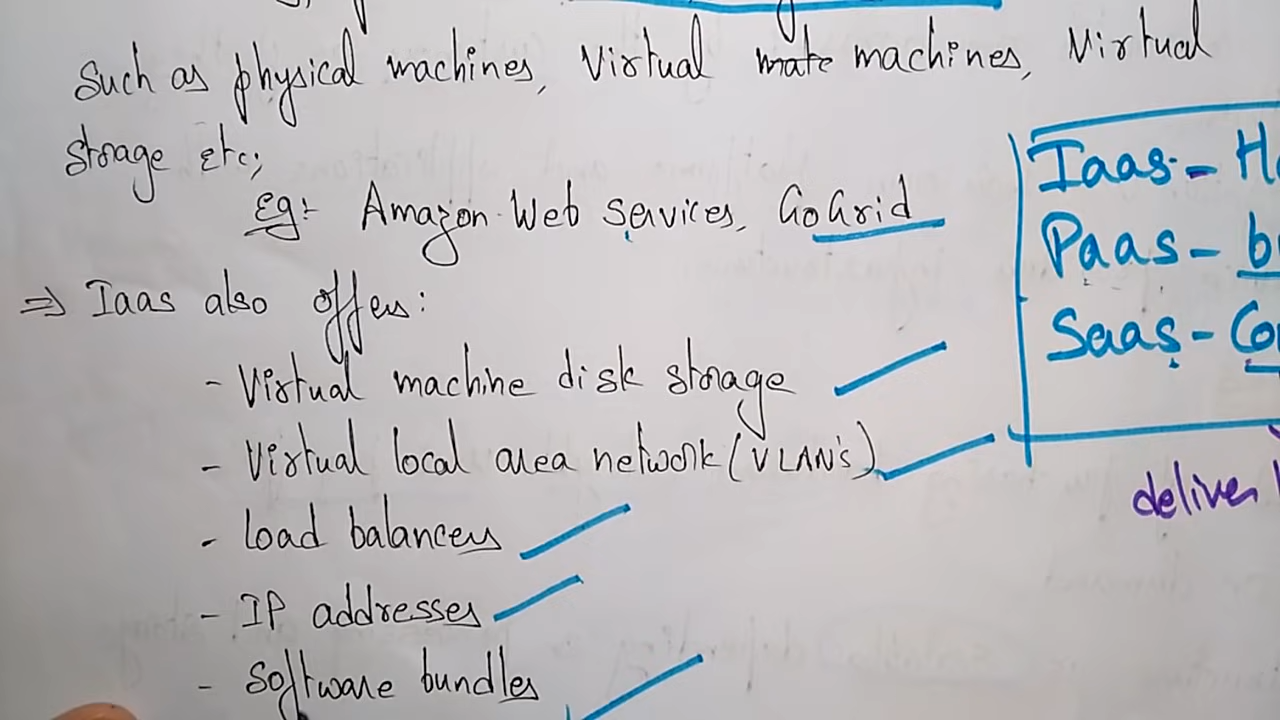 Such as physical machines, Virtual mate machines, Virtual
storage etc;
Eg:- Amazon Web services, GoGrid
⇒ Iaas also offers:
- Virtual machine disk storage
- Virtual local area network (VLAN's)
- Load balancers
- IP addresses
- Software bundles
Iaas -
Paas -
Saas -
deliver